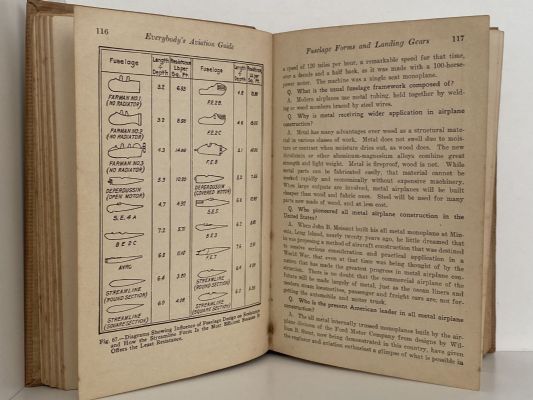 116
Everybody's Aviation Guide
Fuselage
Length ÷ Depth
Resistance Lb. per Sq. Ft.
Fuselage
Length ÷ Depth
Resistance Lb per Sq. Ft.
FARMAN NO.1
(NO RADIATOR)
FARMAN NO.2
(NO RADIATOR)
FARMAN NO.3
(NO RADIATOR)
DEPERDUSSIN
(OPEN MOTOR)
S.E. 4 A
B E 2 C
AVRO
STREAMLINE
(ROUND SECTION)
STREAMLINE
(SQUARE SECTION)
F.E. 2 B
F.E. 2 C
DEPERDUSSIN
(COVERED MOTOR)
STREAMLINE
(ROUND SECTION)
STREAMLINE
(SQUARE SECTION)
Fig. 57.—Diagrams Showing Influence of Fuselage Design on Resistance
and How the Streamline Form Is the Most Efficient Because It
Offers the Least Resistance.
Fuselage Forms and Landing Gears
117
a speed of 120 miles per hour, a remarkable speed for that time,
over a decade and a half back, as it was made with a 100-horse-
power motor. The machine was a single seat monoplane.
Q. What is the usual fuselage framework composed of?
A. Modern airplanes use metal tubing, held together by weld-
ing or wood members braced by steel wires.
Q. Why is metal receiving wider application in airplane
construction?
A. Metal has many advantages over wood as a structural mate-
rial in various classes of work. Metal does not swell due to mois-
ture or contract when moisture dries out, as wood does. The new
duralumin or other aluminum-magnesium alloys combine great
strength and light weight. Metal is fireproof, wood is not. While
metal parts can be fabricated easily, that material cannot be
worked rapidly and economically without expensive machinery.
When large outputs are involved, metal airplanes will be built
cheaper than wood and fabric ones. Steel will be used for many
parts now made of wood, and at less cost.
Q. Who pioneered all metal airplane construction in the
United States?
A. When John B. Moisant built his all metal monoplane at Min-
eola, Long Island, nearly twenty years ago, he little dreamed that
he was projecting a method of aircraft construction that was destined
to receive serious consideration and practical application in a
World War, that even at that time was being thought of by the
nation that has made the greatest progress in metal airplane con-
struction. There is no doubt that the commercial airplane of the
future will be made largely of metal, just as the ocean liners and
modern steam locomotives, passenger and freight cars are, not for-
getting the automobile and motor truck.
Q. Who is the present American leader in all metal airplane
construction?
A. The all metal internally trussed monoplanes built by the air-
plane division of the Ford Motor Company from designs by Wil-
liam B. Stout, now being demonstrated in this country, have given
the engineer and aviation enthusiast a glimpse of what is possible in